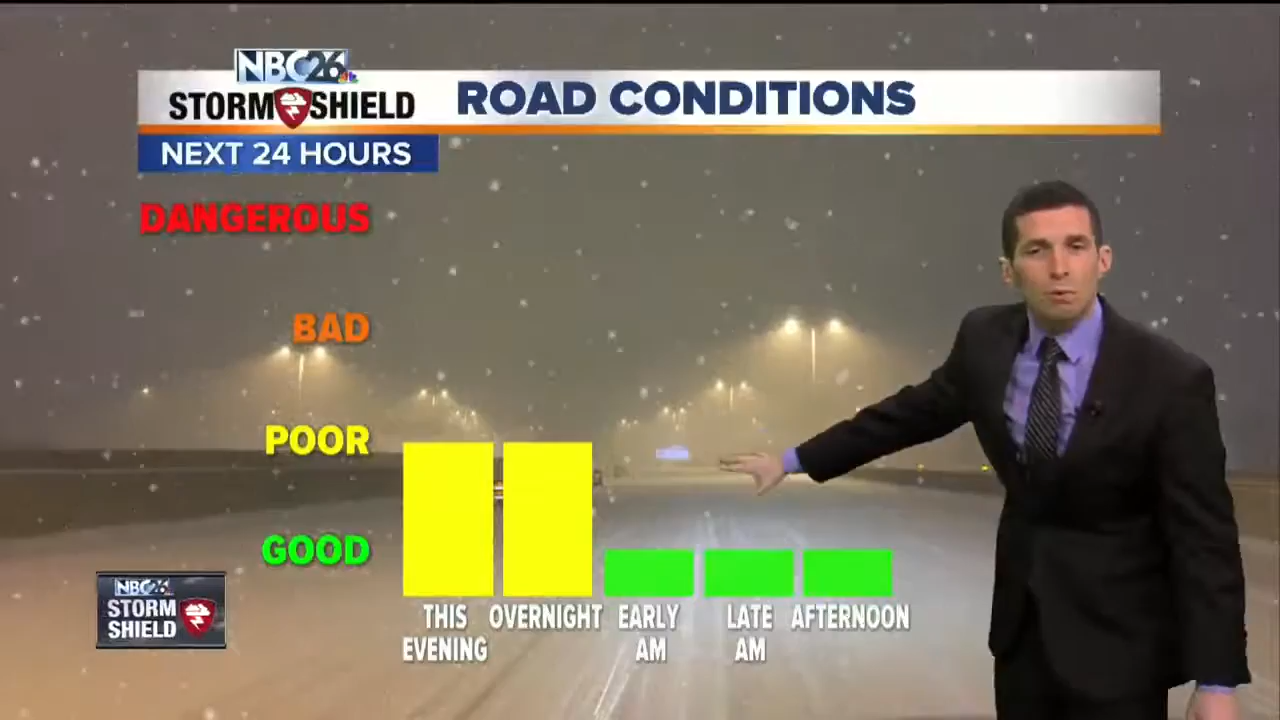 NBC26
STORM SHIELD
ROAD CONDITIONS
NEXT 24 HOURS
DANGEROUS
BAD
POOR
GOOD
THIS EVENING
OVERNIGHT
EARLY AM
LATE AM
AFTERNOON
NBC26
STORM
SHIELD